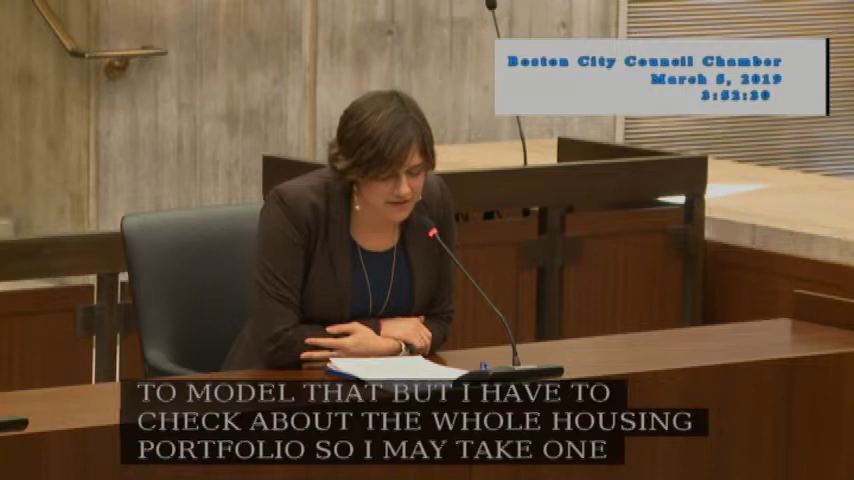 Boston City Council Chamber
March 5, 2019
3:52:30
TO MODEL THAT BUT I HAVE TO
CHECK ABOUT THE WHOLE HOUSING
PORTFOLIO SO I MAY TAKE ONE